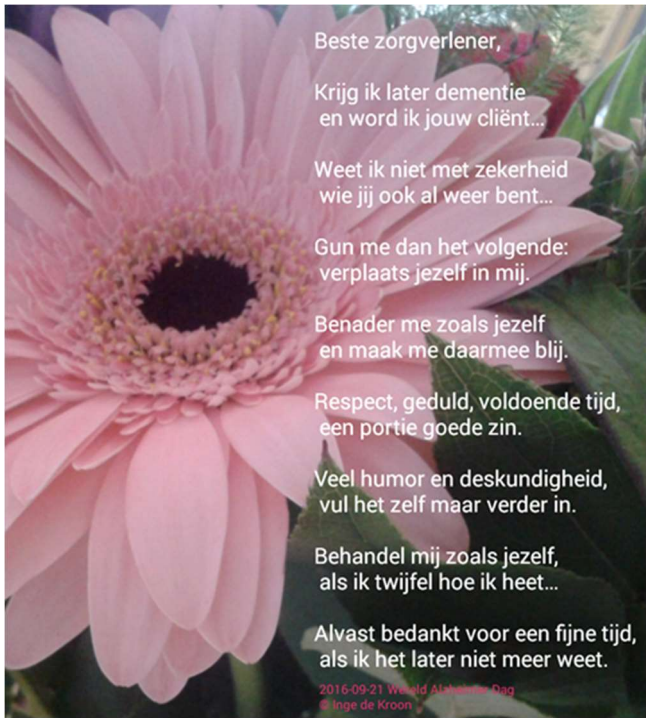 Beste zorgverlener,
Krijg ik later dementie
en word ik jouw cliënt...
Weet ik niet met zekerheid
wie jij ook al weer bent...
Gun me dan het volgende:
verplaats jezelf in mij.
Benader me zoals jezelf
en maak me daarmee blij.
Respect, geduld, voldoende tijd,
een portie goede zin.
Veel humor en deskundigheid,
vul het zelf maar verder in.
Behandel mij zoals jezelf,
als ik twijfel hoe ik heet...
Alvast bedankt voor een fijne tijd,
als ik het later niet meer weet.
2016-09-21 Wereld Alzheimer Dag
© Inge de Kroon